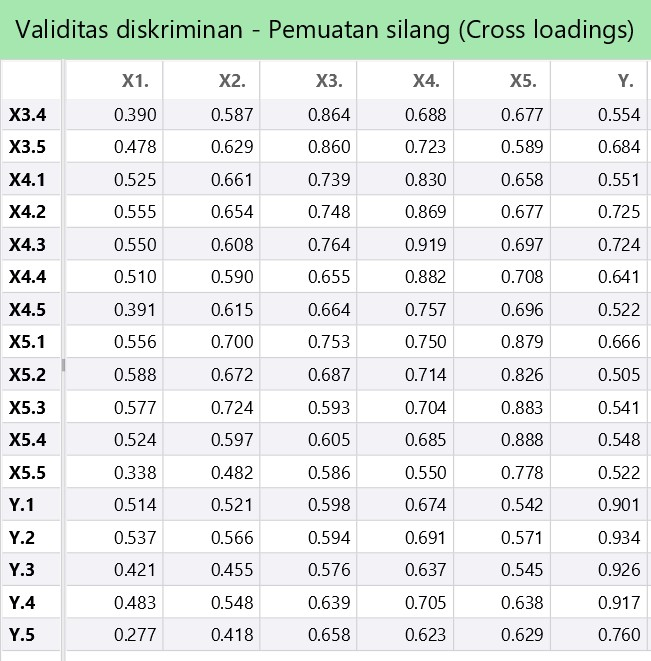 Validitas diskriminan - Pemuatan silang (Cross loadings)
X1. X2. X3. X4. X5. Y.
X3.4 0.390 0.587 0.864 0.688 0.677 0.554
X3.5 0.478 0.629 0.860 0.723 0.589 0.684
X4.1 0.525 0.661 0.739 0.830 0.658 0.551
X4.2 0.555 0.654 0.748 0.869 0.677 0.725
X4.3 0.550 0.608 0.764 0.919 0.697 0.724
X4.4 0.510 0.590 0.655 0.882 0.708 0.641
X4.5 0.391 0.615 0.664 0.757 0.696 0.522
X5.1 0.556 0.700 0.753 0.750 0.879 0.666
X5.2 0.588 0.672 0.687 0.714 0.826 0.505
X5.3 0.577 0.724 0.593 0.704 0.883 0.541
X5.4 0.524 0.597 0.605 0.685 0.888 0.548
X5.5 0.338 0.482 0.586 0.550 0.778 0.522
Y.1 0.514 0.521 0.598 0.674 0.542 0.901
Y.2 0.537 0.566 0.594 0.691 0.571 0.934
Y.3 0.421 0.455 0.576 0.637 0.545 0.926
Y.4 0.483 0.548 0.639 0.705 0.638 0.917
Y.5 0.277 0.418 0.658 0.623 0.629 0.760